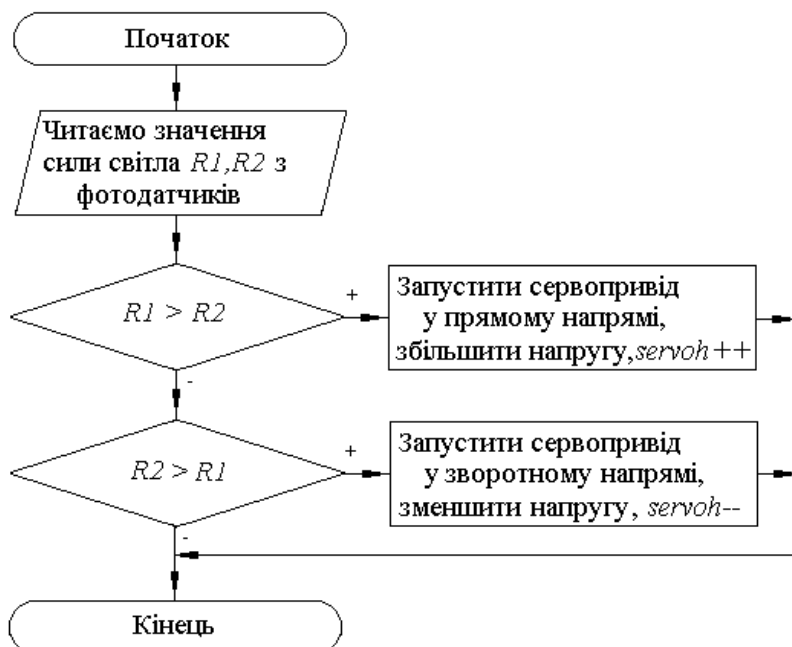 Початок
Читаємо значення
сили світла R1,R2 з
фотодатчиків
R1 > R2
+
Запустити сервопривід
у прямому напрямі,
збільшити напругу,servoh++
-
R2 > R1
+
Запустити сервопривід
у зворотному напрямі,
зменшити напругу, servoh--
-
Кінець